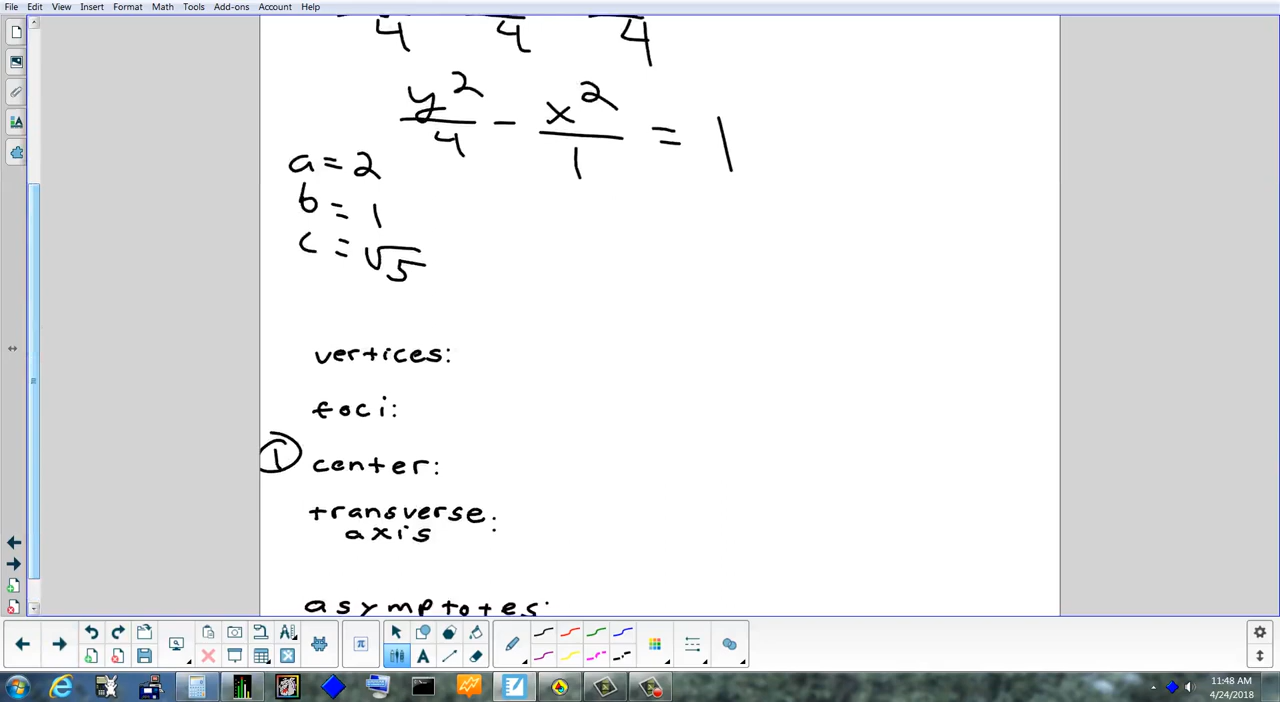 File Edit View Insert Format Math Tools Add-ons Account Help
4 4 4
y² / 4 - x² / 1 = 1
a = 2
b = 1
c = √5
vertices:
foci:
① center:
transverse:
axis
asymptotes:
π
A
11:48 AM
4/24/2018